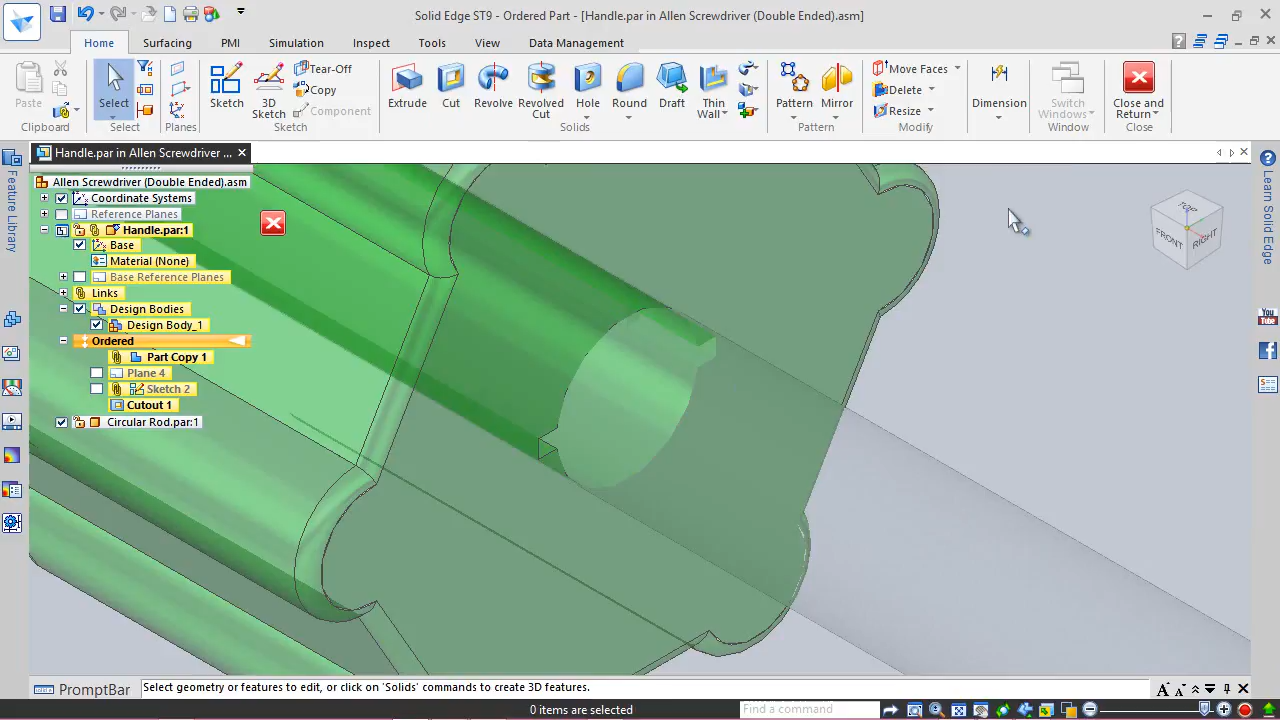 Solid Edge ST9 - Ordered Part - [Handle.par in Allen Screwdriver (Double Ended).asm]
Home Surfacing PMI Simulation Inspect Tools View Data Management
Paste
Clipboard
Select
Select
Planes
Sketch
3D Sketch
Tear-Off
Copy
Component
Sketch
Extrude
Cut
Revolve
Revolved Cut
Hole
Round
Draft
Thin Wall
Solids
Pattern
Mirror
Pattern
Move Faces
Delete
Resize
Modify
Dimension
Switch Windows
Window
Close and Return
Close
Handle.par in Allen Screwdriver ...
Feature Library
Allen Screwdriver (Double Ended).asm
Coordinate Systems
Reference Planes
Handle.par:1
Base
Material (None)
Base Reference Planes
Links
Design Bodies
Design Body_1
Ordered
Part Copy 1
Plane 4
Sketch 2
Cutout 1
Circular Rod.par:1
TOP
FRONT
RIGHT
Learn Solid Edge
You Tube
PromptBar
Select geometry or features to edit, or click on 'Solids' commands to create 3D features.
0 items are selected
Find a command